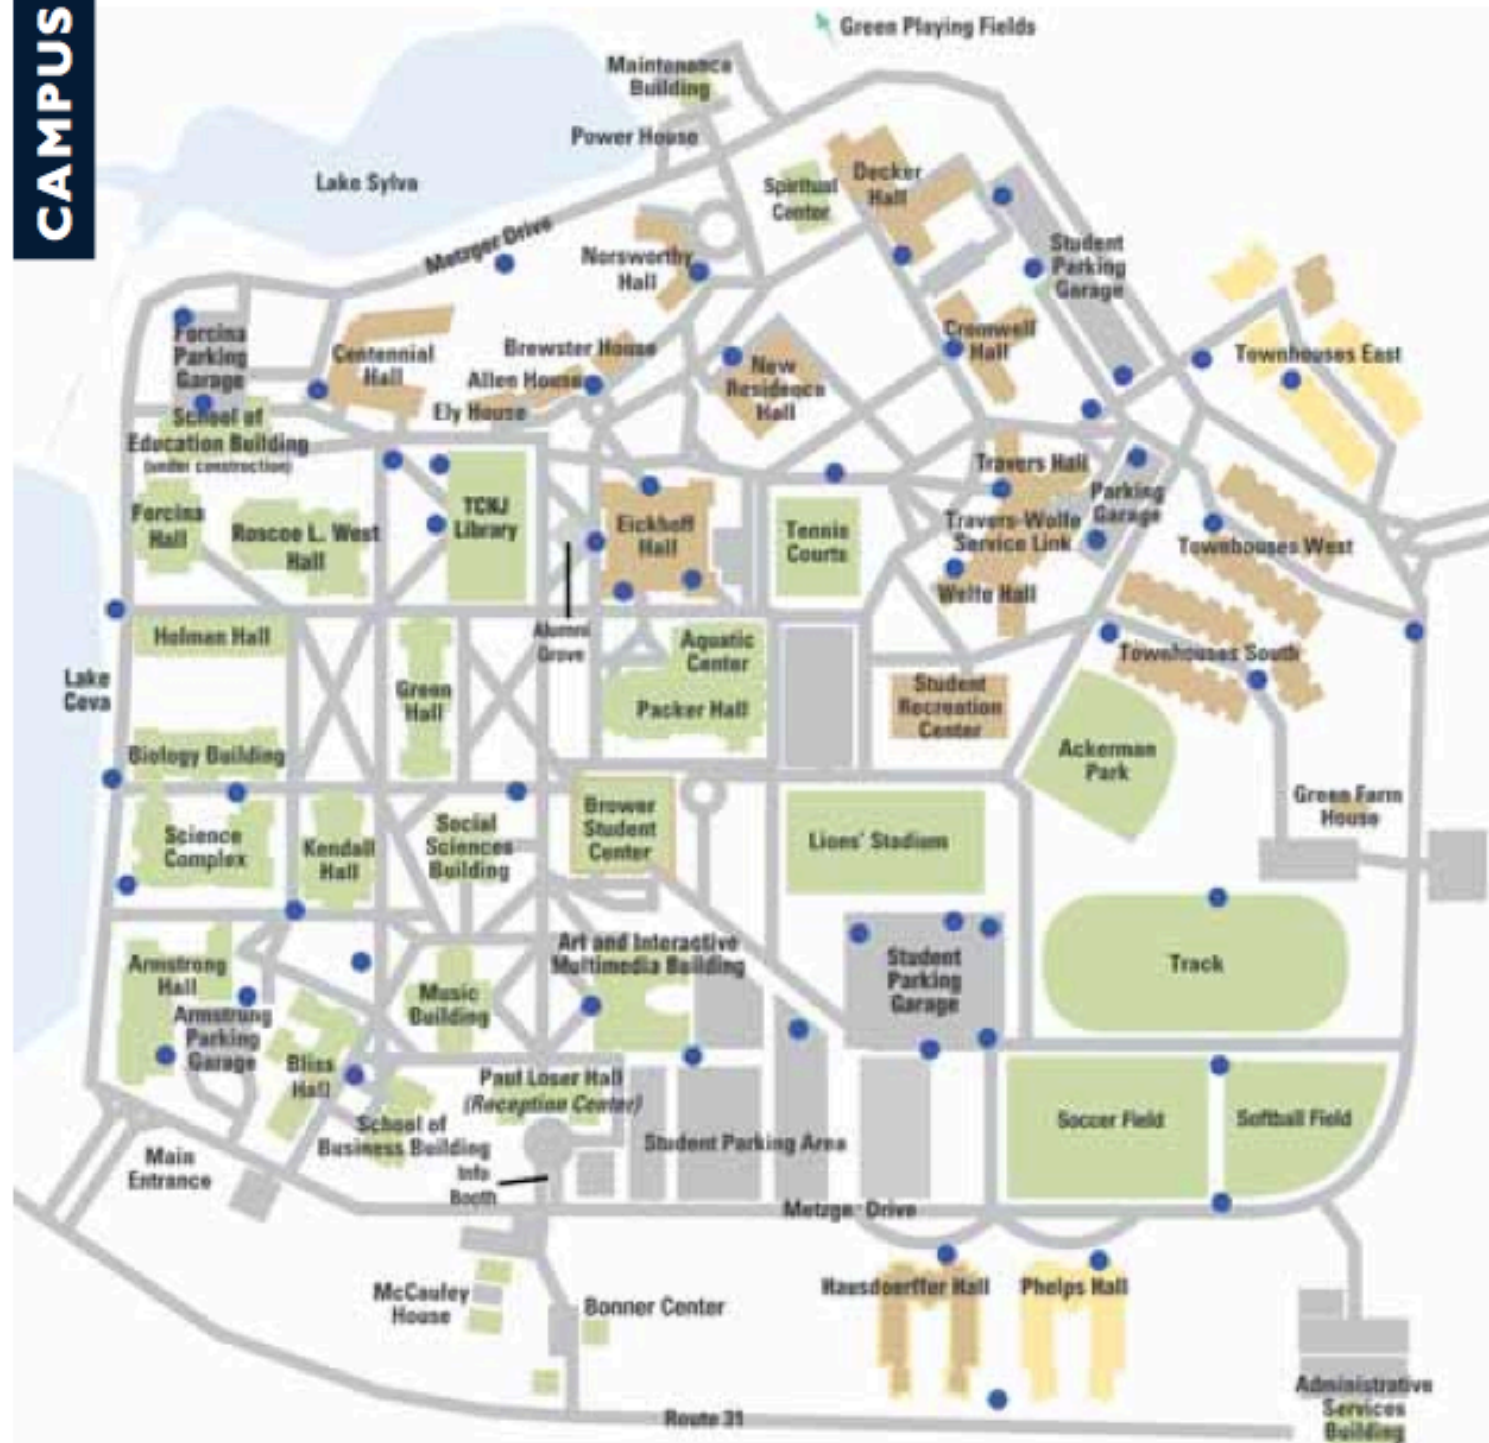 CAMPUS
Green Playing Fields
Maintenance
Building
Power House
Lake Sylva
Spiritual
Center
Decker
Hall
Metzger Drive
Norsworthy
Hall
Student
Parking
Garage
Forcina
Parking
Garage
Centennial
Hall
Brewster House
Allen House
Ely House
New
Residence
Hall
Cromwell
Hall
Townhouses East
School of
Education Building
(under construction)
Travers Hall
Parking
Garage
Forcina
Hall
Roscoe L. West
Hall
TCNJ
Library
Eickhoff
Hall
Tennis
Courts
Travers-Wolfe
Service Link
Townhouses West
Wolfe Hall
Holman Hall
Alumni
Grove
Aquatic
Center
Townhouses South
Lake
Ceva
Green
Hall
Packer Hall
Student
Recreation
Center
Biology Building
Ackerman
Park
Green Farm
House
Science
Complex
Kendall
Hall
Social
Sciences
Building
Brower
Student
Center
Lions' Stadium
Armstrong
Hall
Art and Interactive
Multimedia Building
Student
Parking
Garage
Track
Armstrong
Parking
Garage
Music
Building
Bliss
Hall
Paul Loser Hall
(Reception Center)
School of
Business Building
Student Parking Area
Soccer Field
Softball Field
Main
Entrance
Info
Booth
Metzge Drive
McCauley
House
Bonner Center
Hausdoerffer Hall
Phelps Hall
Administrative
Services
Building
Route 31